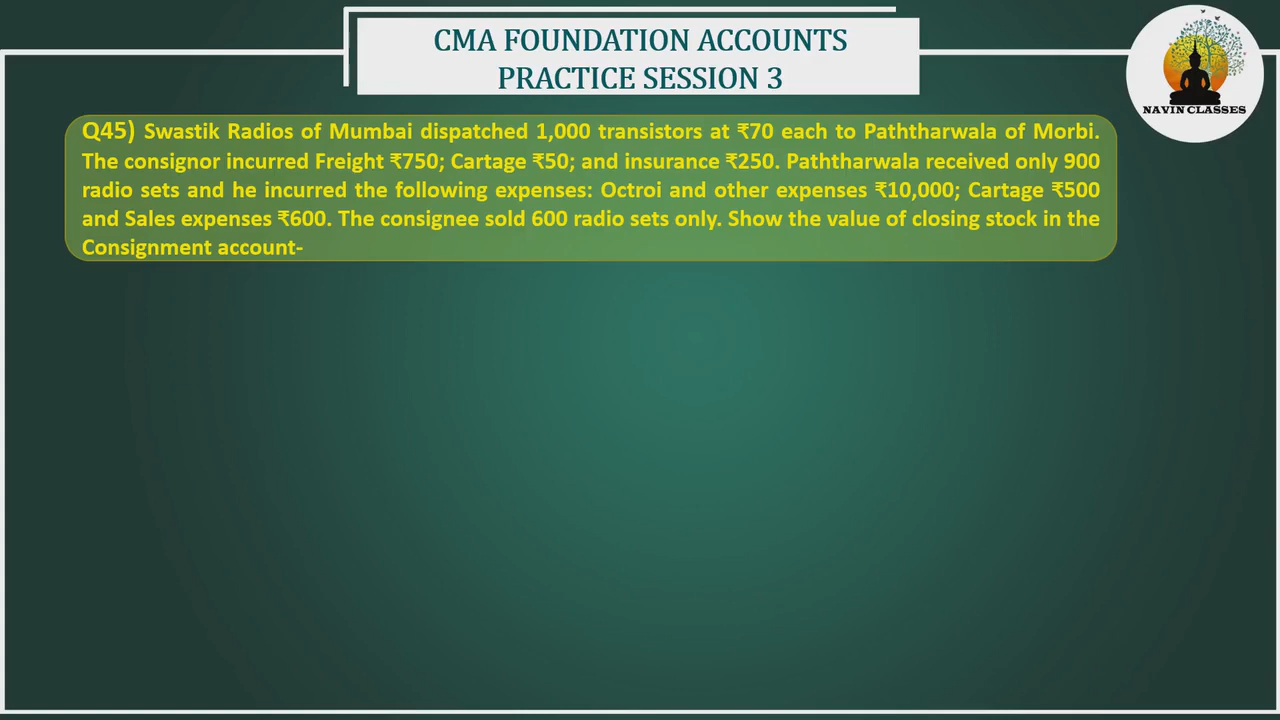 CMA FOUNDATION ACCOUNTS
PRACTICE SESSION 3
NAVIN CLASSES
Q45) Swastik Radios of Mumbai dispatched 1,000 transistors at ₹70 each to Paththarwala of Morbi.
The consignor incurred Freight ₹750; Cartage ₹50; and insurance ₹250. Paththarwala received only 900
radio sets and he incurred the following expenses: Octroi and other expenses ₹10,000; Cartage ₹500
and Sales expenses ₹600. The consignee sold 600 radio sets only. Show the value of closing stock in the
Consignment account-